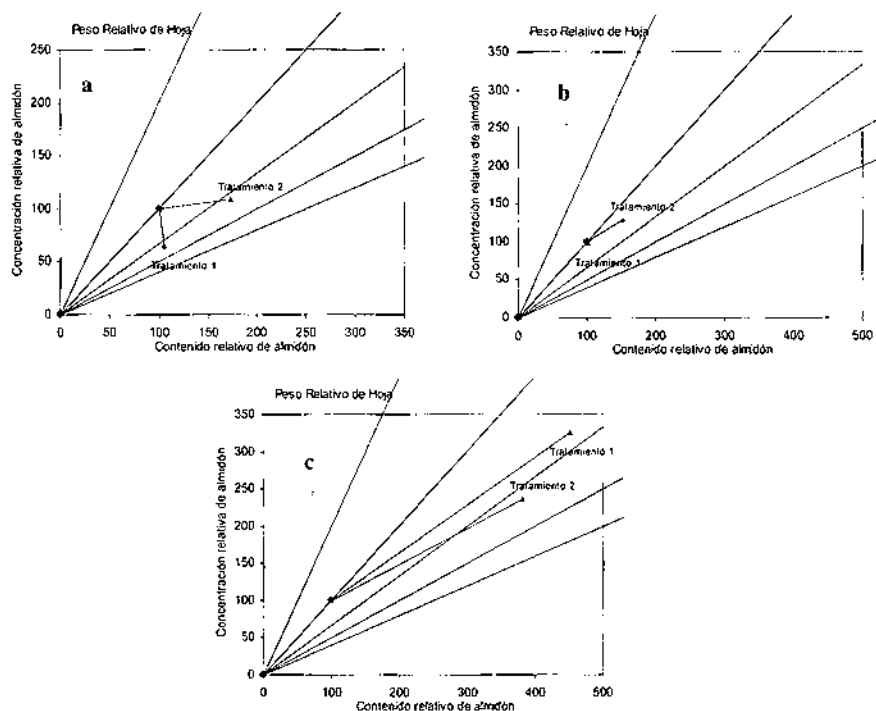 Peso Relativo de Hoja
a
Concentración relativa de almidón
250
200
150
100
50
0
Tratamiento 2
Tratamiento 1
0 50 100 150 200 250 300 350
Contenido relativo de almidón
Peso Relativo de Hoja
b
Concentración relativa de almidón
350
300
250
200
150
100
50
0
Tratamiento 2
Tratamiento 1
0 100 200 300 400 500
Contenido relativo de almidón
Peso Relativo de Hoja
c
Concentración relativa de almidón
350
300
250
200
150
100
50
0
Tratamiento 1
Tratamiento 2
0 100 200 300 400 500
Contenido relativo de almidón